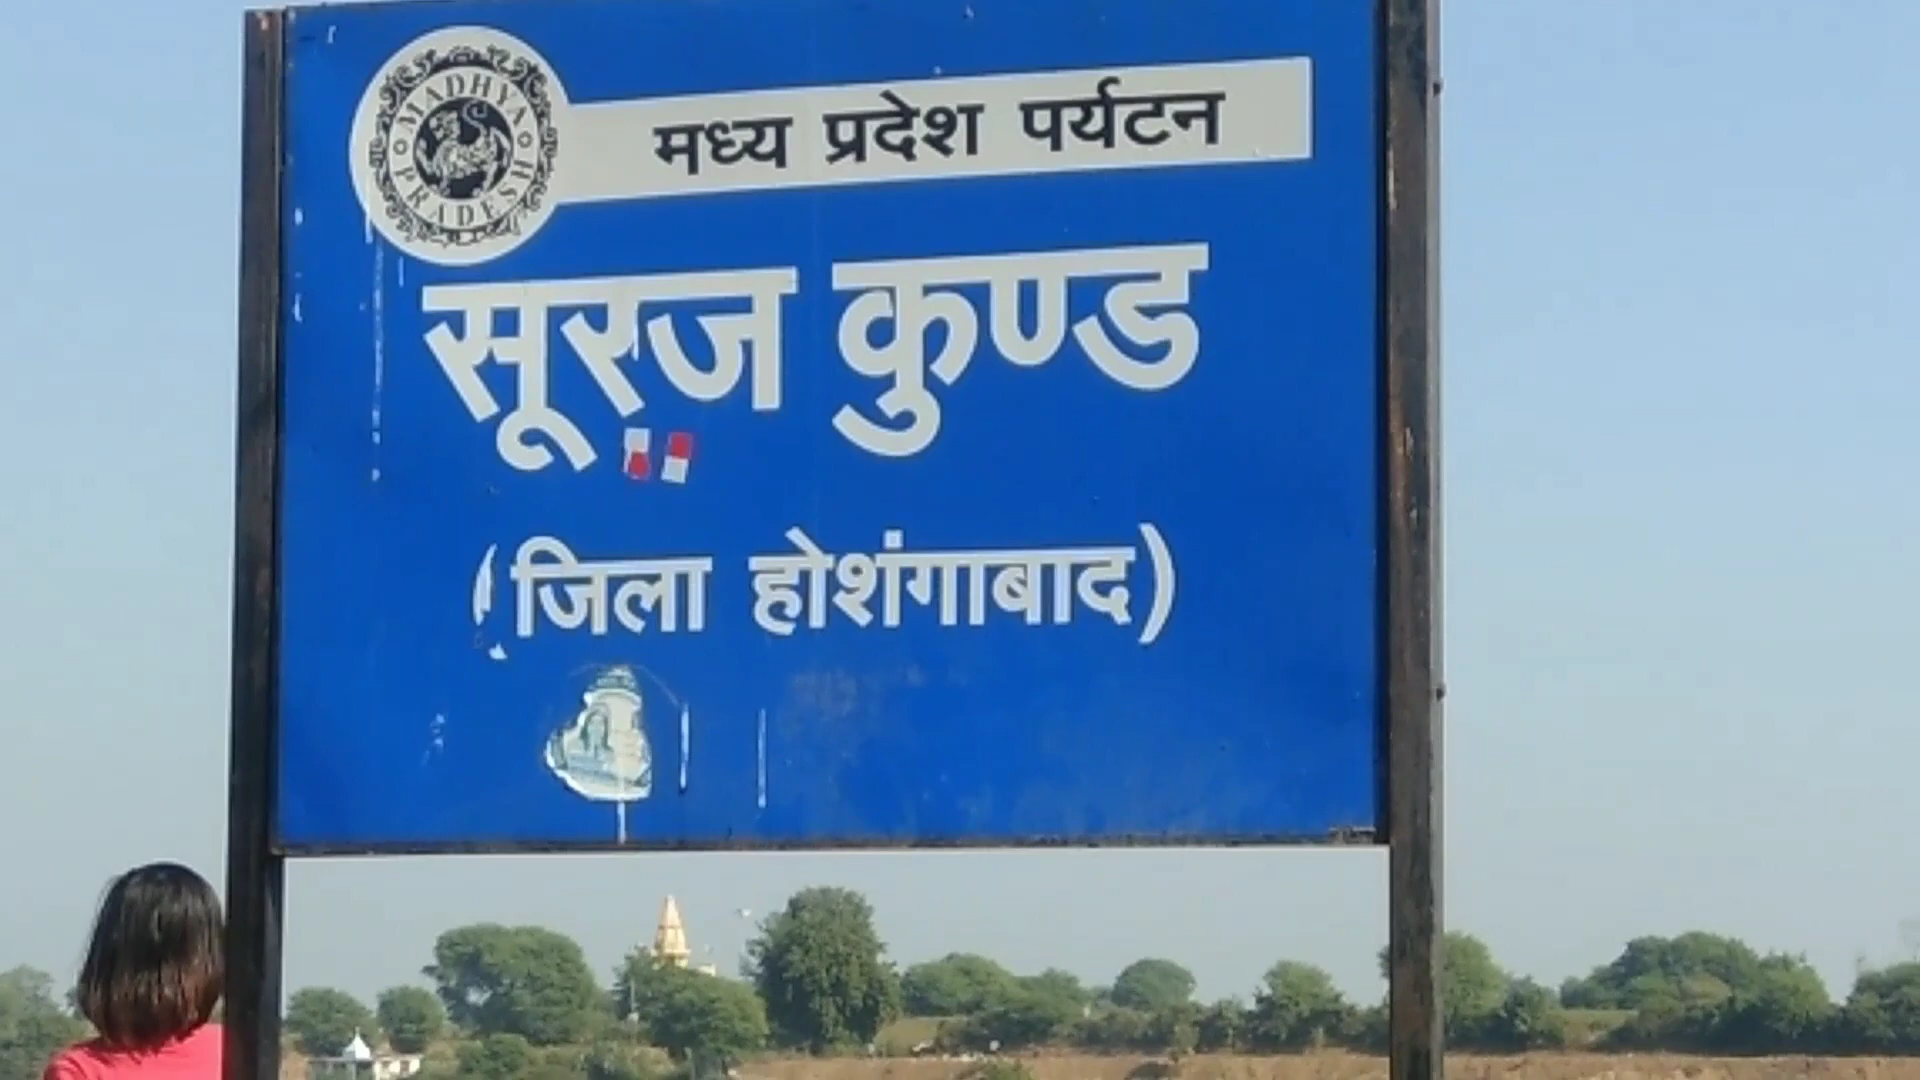 MADHYA PRADESH
मध्य प्रदेश पर्यटन
सूरज कुण्ड
(जिला होशंगाबाद)